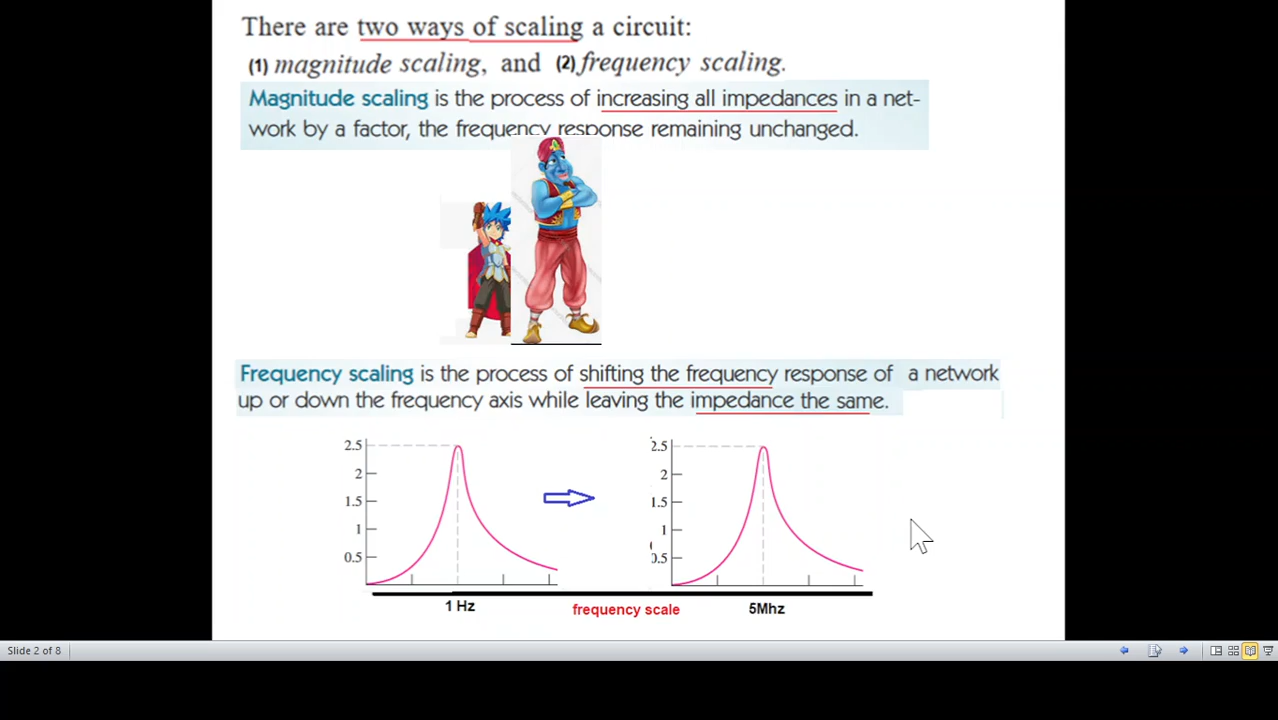 There are two ways of scaling a circuit:
(1) magnitude scaling, and (2) frequency scaling.
Magnitude scaling is the process of increasing all impedances in a net-
work by a factor, the frequency response remaining unchanged.
Frequency scaling is the process of shifting the frequency response of a network
up or down the frequency axis while leaving the impedance the same.
2.5
2
1.5
1
0.5
1 Hz
2.5
2
1.5
1
0.5
5Mhz
frequency scale
Slide 2 of 8